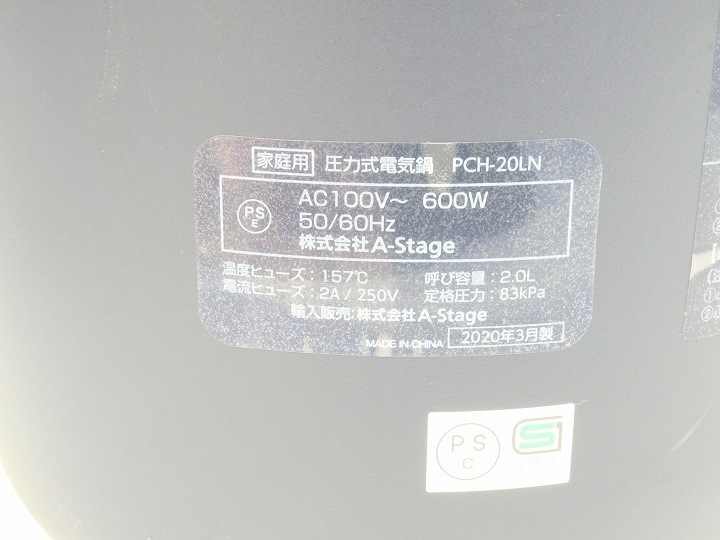 家庭用 圧力式電気鍋 PCH-20LN
PS E
AC100V～ 600W
50/60Hz
株式会社A-Stage
温度ヒューズ：157℃ 呼び容量：2.0L
電流ヒューズ：2A / 250V 定格圧力：83kPa
輸入販売：株式会社A-Stage
MADE IN CHINA 2020年3月製
PS C
S